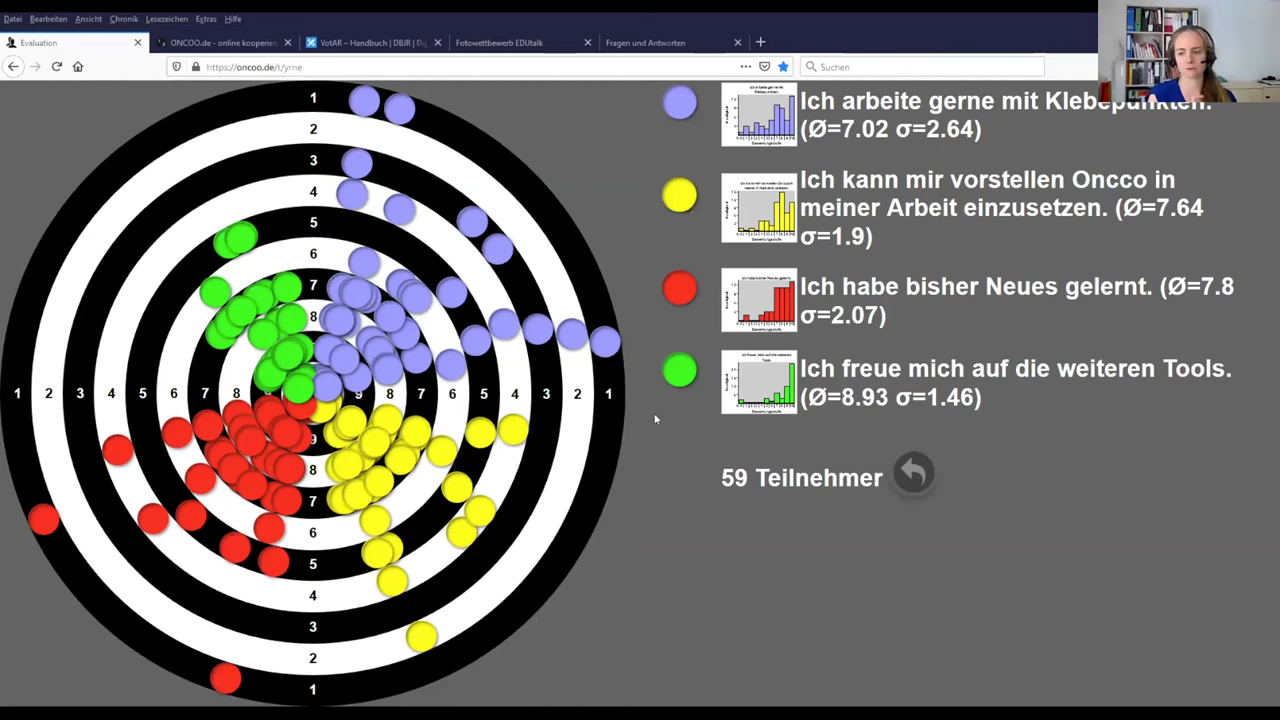 Datei Bearbeiten Ansicht Chronik Lesezeichen Extras Hilfe
Evaluation
ONCOO.de - online kooperien
VotAR – Handbuch | DBJR | Di
Fotowettbewerb EDUtalk
Fragen und Antworten
https://oncoo.de/t/yrne
Suchen
1
2
3
4
5
6
7
8
1 2 3 4 5 6 7 8 9 8 7 6 5 4 3 2 1
9
8
7
6
5
4
3
2
1
Ich arbeite gerne mit Klebepunkten.
(Ø=7.02 σ=2.64)
Ich kann mir vorstellen Oncco in
meiner Arbeit einzusetzen. (Ø=7.64
σ=1.9)
Ich habe bisher Neues gelernt. (Ø=7.8
σ=2.07)
Ich freue mich auf die weiteren Tools.
(Ø=8.93 σ=1.46)
59 Teilnehmer